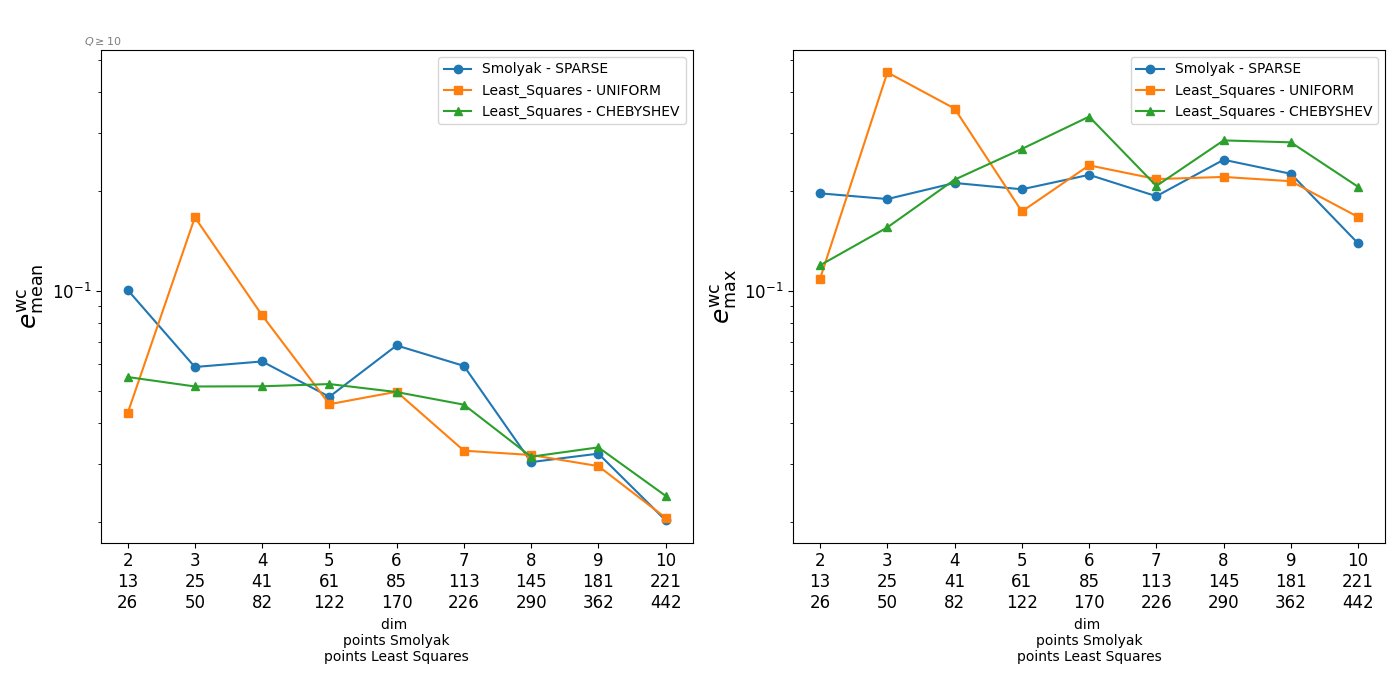 Q ≥ 10
Smolyak - SPARSE
Least_Squares - UNIFORM
Least_Squares - CHEBYSHEV
e^wc_mean
10^−1
2 3 4 5 6 7 8 9 10
13 25 41 61 85 113 145 181 221
26 50 82 122 170 226 290 362 442
dim
points Smolyak
points Least Squares
Smolyak - SPARSE
Least_Squares - UNIFORM
Least_Squares - CHEBYSHEV
e^wc_max
10^−1
2 3 4 5 6 7 8 9 10
13 25 41 61 85 113 145 181 221
26 50 82 122 170 226 290 362 442
dim
points Smolyak
points Least Squares